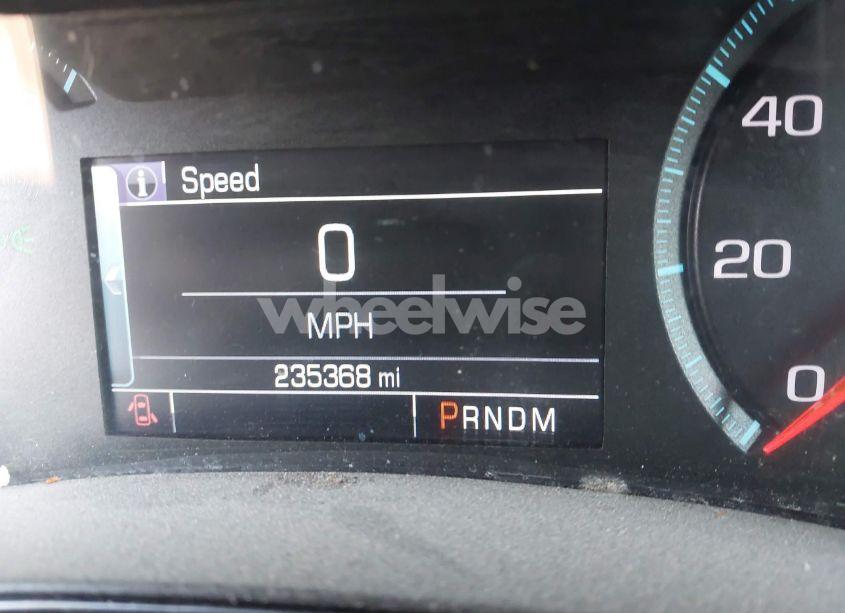 Speed
0
MPH
wheelwise
235368 mi
PRNDM
40
20
0